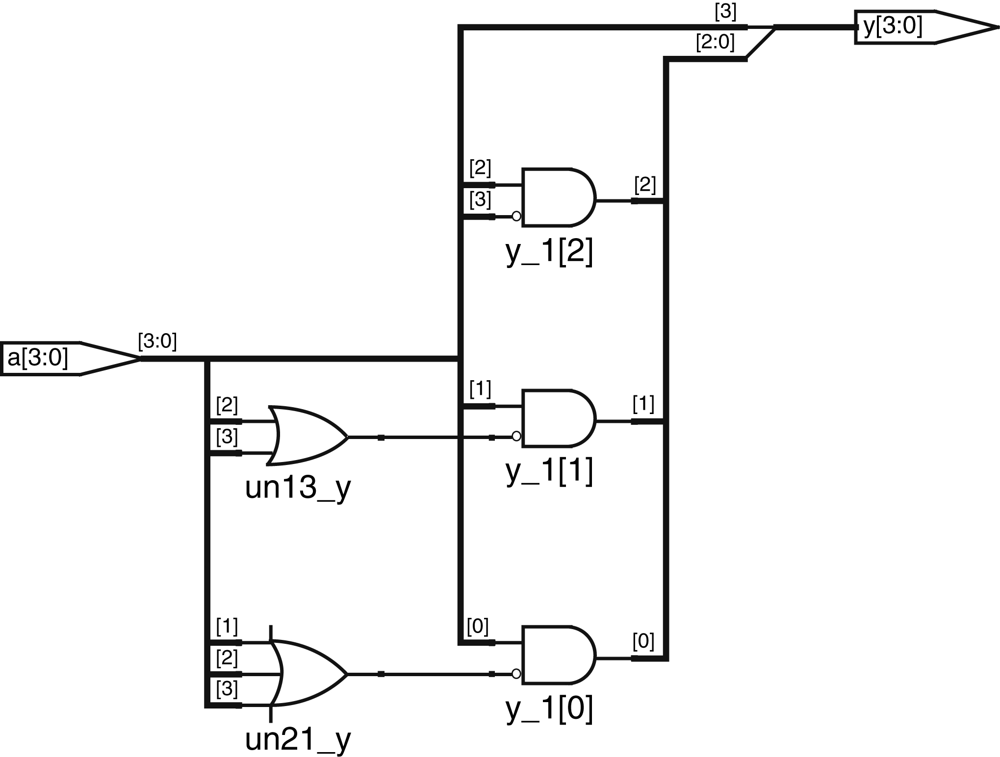 [3]
y[3:0]
[2:0]
[2]
[3]
[2]
y_1[2]
[3:0]
a[3:0]
[2]
[3]
un13_y
[1]
[1]
y_1[1]
[1]
[2]
[3]
un21_y
[0]
[0]
y_1[0]